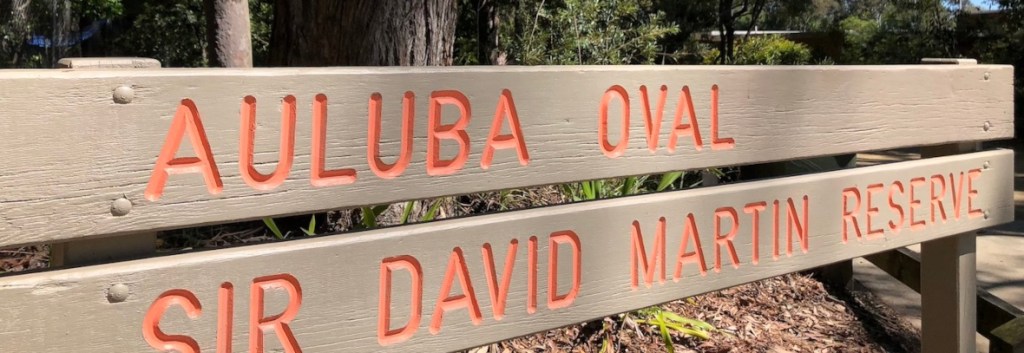 AULUBA OVAL
SIR DAVID MARTIN RESERVE